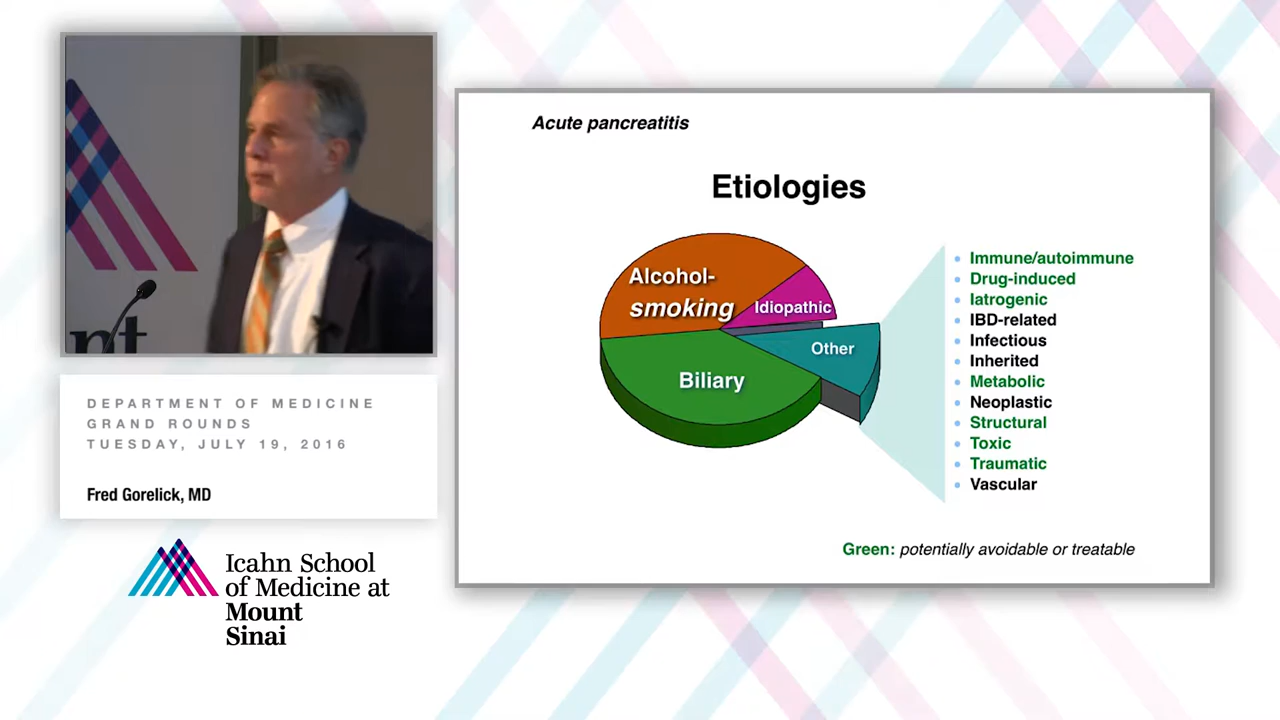 Acute pancreatitis
Etiologies
Alcohol-
smoking
Idiopathic
Other
Biliary
• Immune/autoimmune
• Drug-induced
• Iatrogenic
• IBD-related
• Infectious
• Inherited
• Metabolic
• Neoplastic
• Structural
• Toxic
• Traumatic
• Vascular
Green: potentially avoidable or treatable
nt
DEPARTMENT OF MEDICINE
GRAND ROUNDS
TUESDAY, JULY 19, 2016
Fred Gorelick, MD
Icahn School
of Medicine at
Mount
Sinai